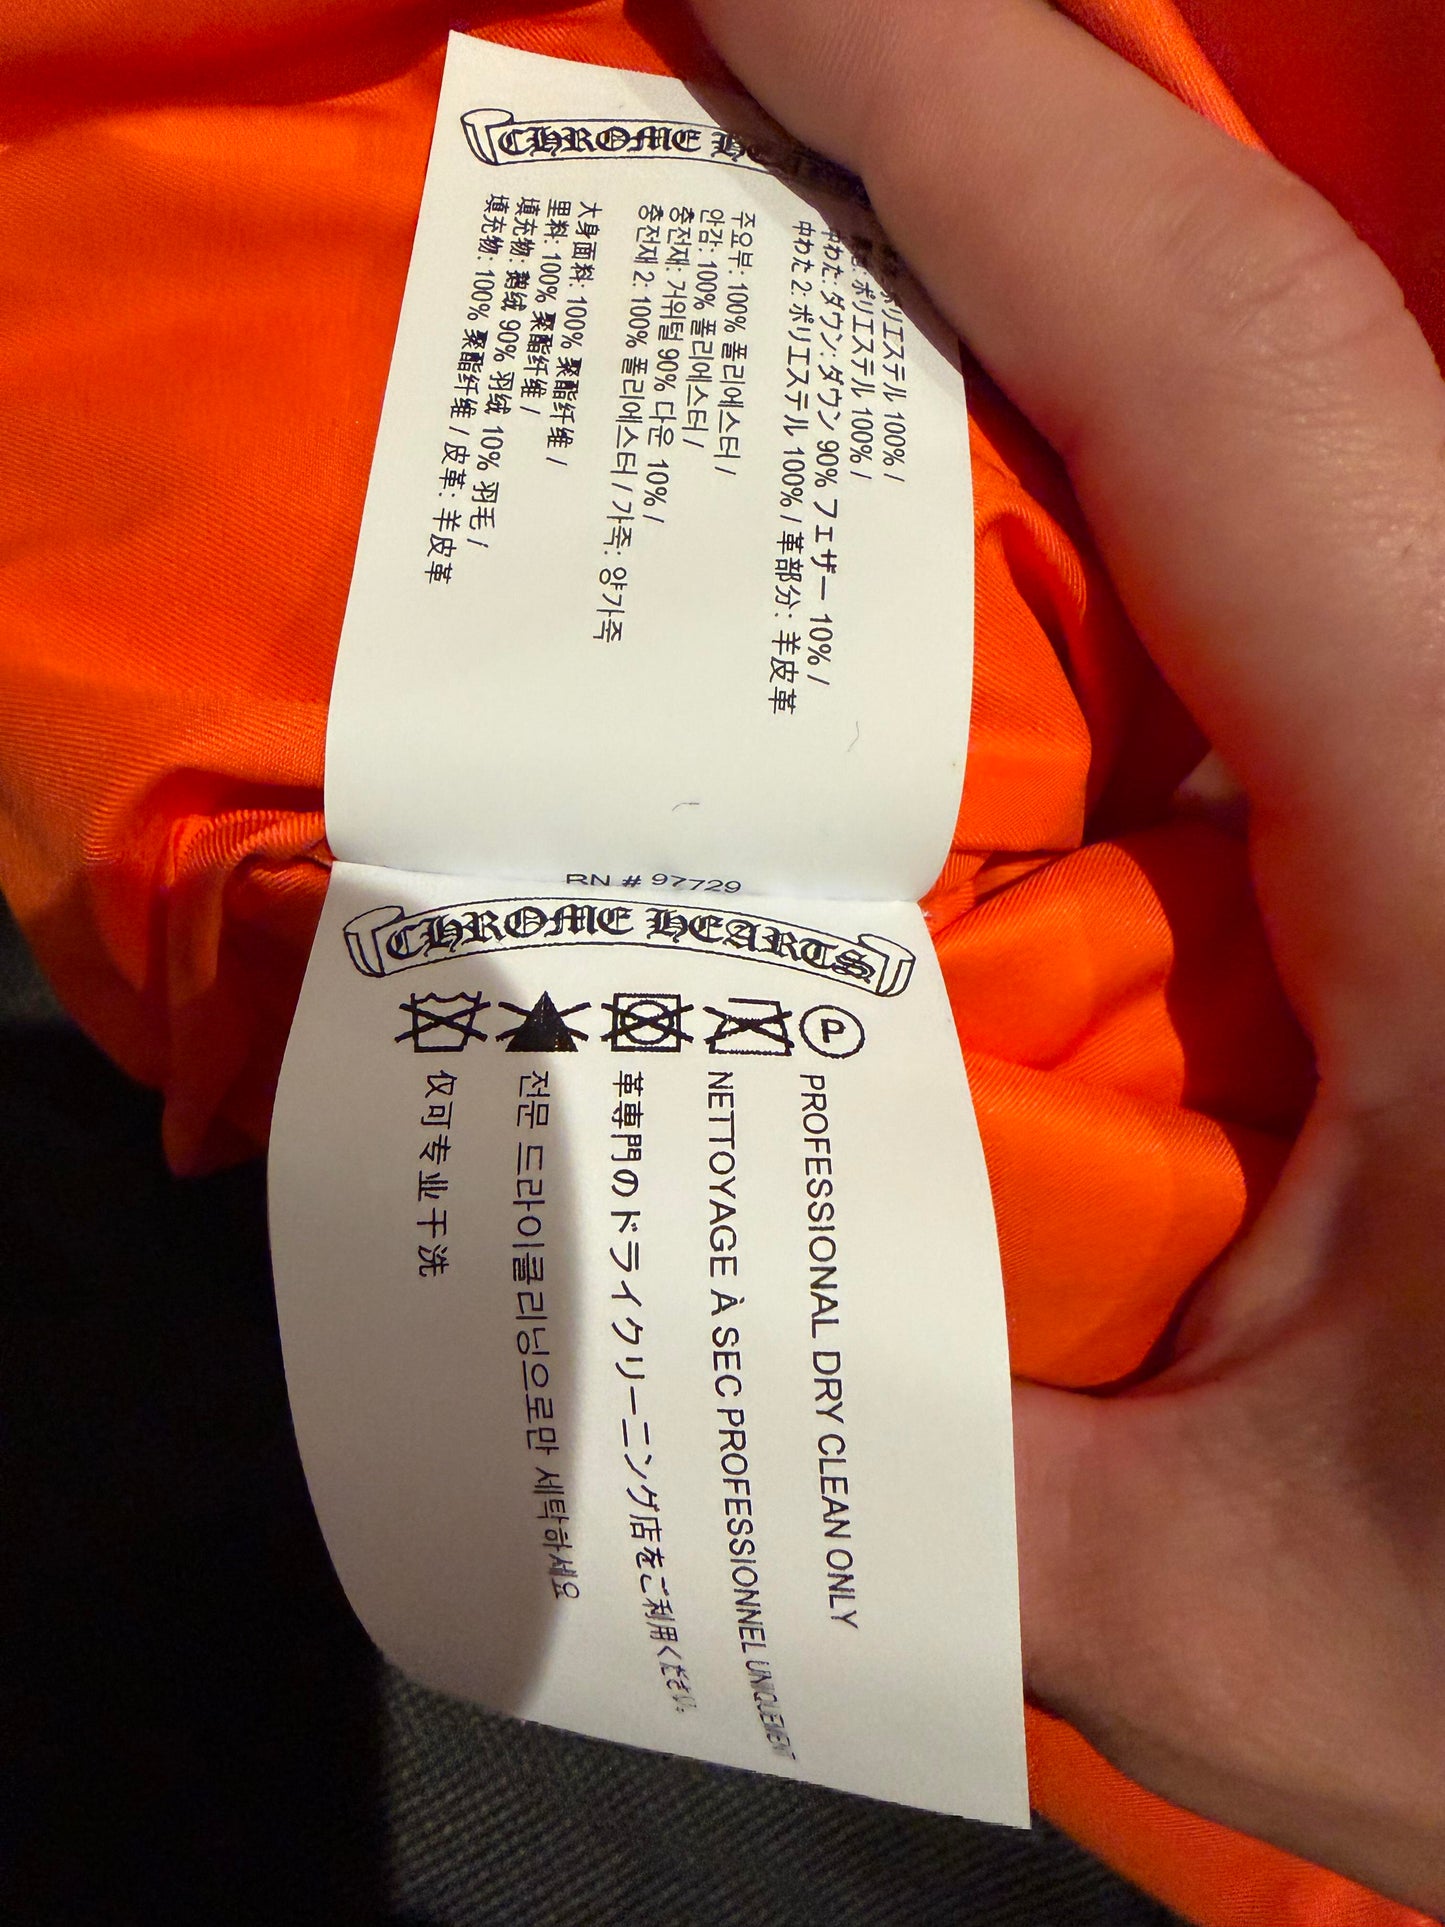 CHROME
ポリエステル 100% /
ポリエステル 100% /
中わた: ダウン: ダウン 90% フェザー 10% /
中わた 2: ポリエステル 100% / 革部分: 羊皮革
주요부: 100% 폴리에스터 /
안감: 100% 폴리에스터 /
충전재: 거위털 90% 다운 10% /
충전재 2: 100% 폴리에스터 / 가죽: 양가죽
大身面料: 100% 聚酯纤维 /
里料: 100% 聚酯纤维 /
填充物: 鹅绒 90% 羽绒 10% 羽毛 /
填充物: 100% 聚酯纤维 / 皮革: 羊皮革
RN # 97729
CHROME HEARTS
P PROFESSIONAL DRY CLEAN ONLY
NETTOYAGE À SEC PROFESSIONNEL UNIQUEMENT
革専門のドライクリーニング店をご利用ください。
전문 드라이클리닝으로만 세탁하세요
仅可专业干洗